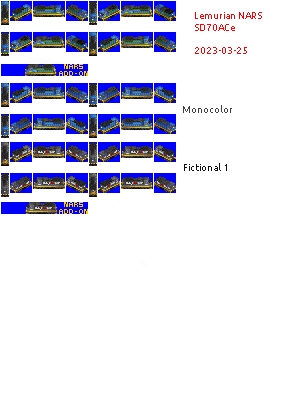 Lemurian NARS
SD70ACe
2023-03-25
NARS
ADD-ON
Monocolor
Fictional 1
NARS
ADD-ON